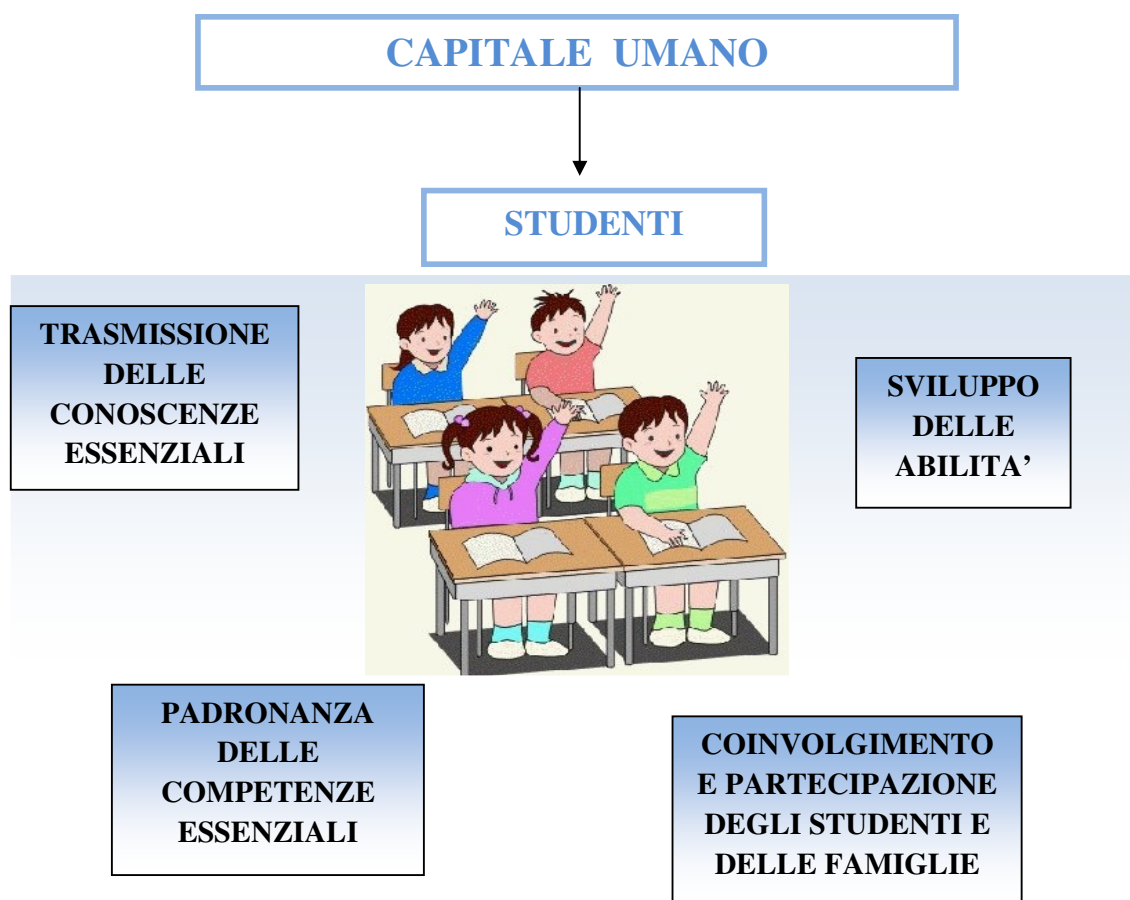 CAPITALE UMANO
STUDENTI
TRASMISSIONE
DELLE
CONOSCENZE
ESSENZIALI
SVILUPPO
DELLE
ABILITA’
PADRONANZA
DELLE
COMPETENZE
ESSENZIALI
COINVOLGIMENTO
E PARTECIPAZIONE
DEGLI STUDENTI E
DELLE FAMIGLIE